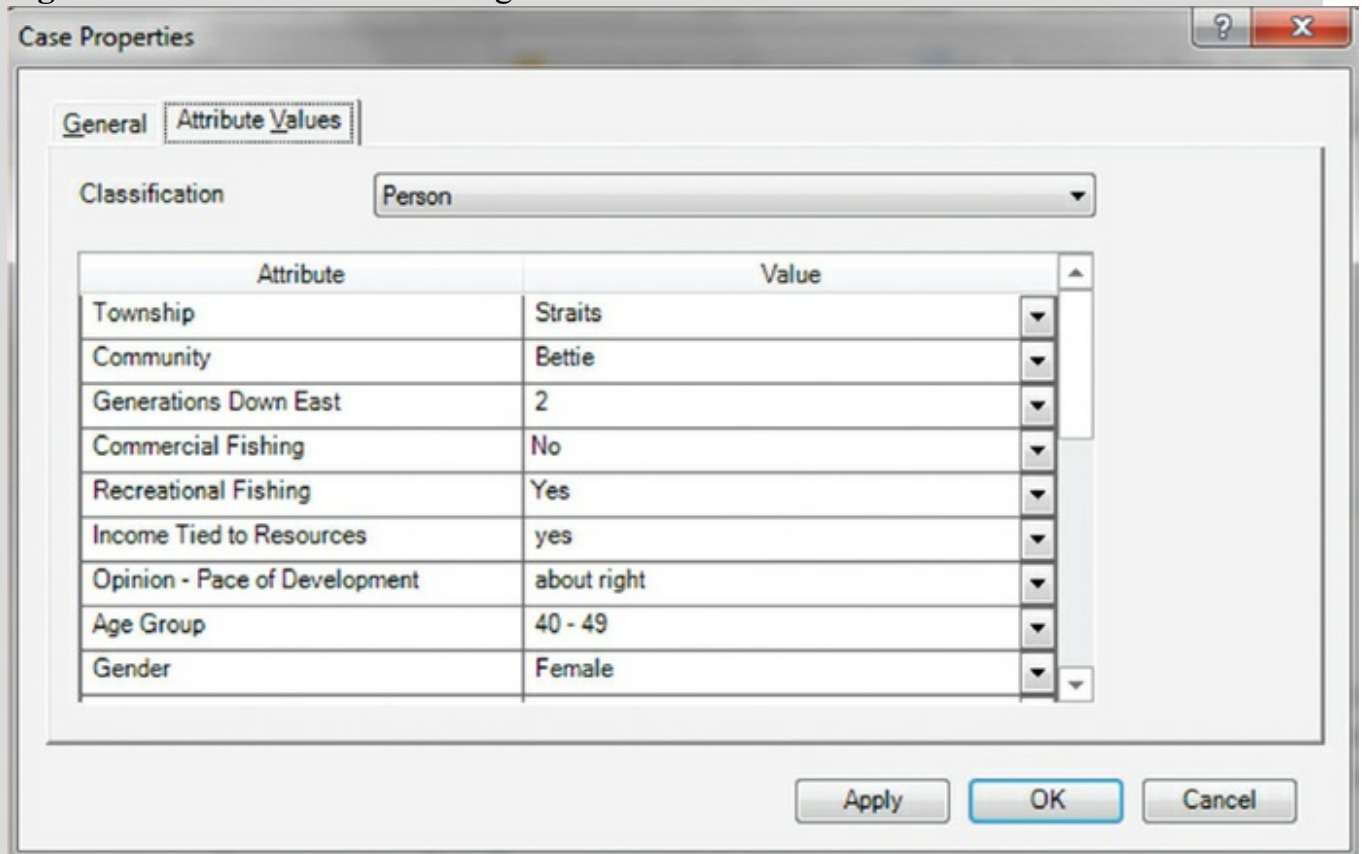 Case Properties
General Attribute Values
Classification Person
Attribute Value
Township Straits
Community Bettie
Generations Down East 2
Commercial Fishing No
Recreational Fishing Yes
Income Tied to Resources yes
Opinion - Pace of Development about right
Age Group 40 - 49
Gender Female
Apply OK Cancel